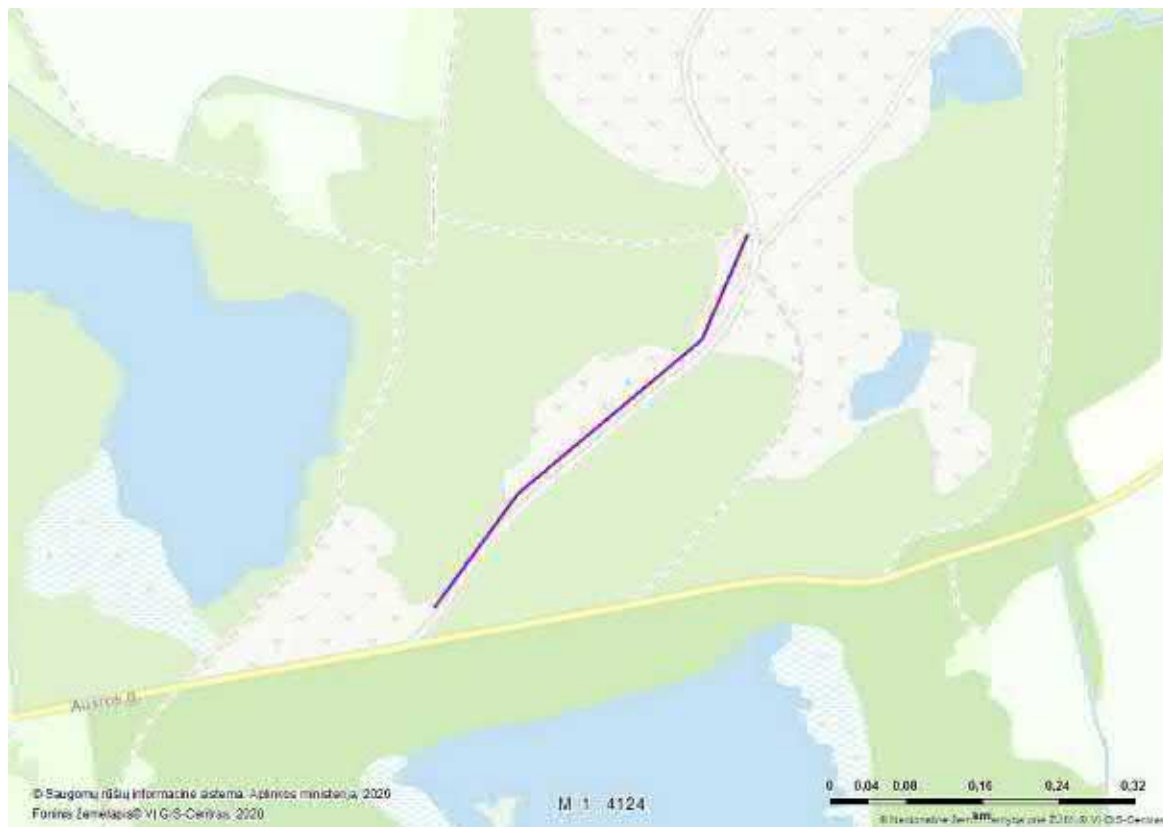 Aušros g.
© Saugomų rūšių informacinė sistema. Aplinkos ministerija, 2020
Foninis žemėlapis© VĮ GIS-Centras, 2020
M 1 4124
0 0,04 0,08 0,16 0,24 0,32
km